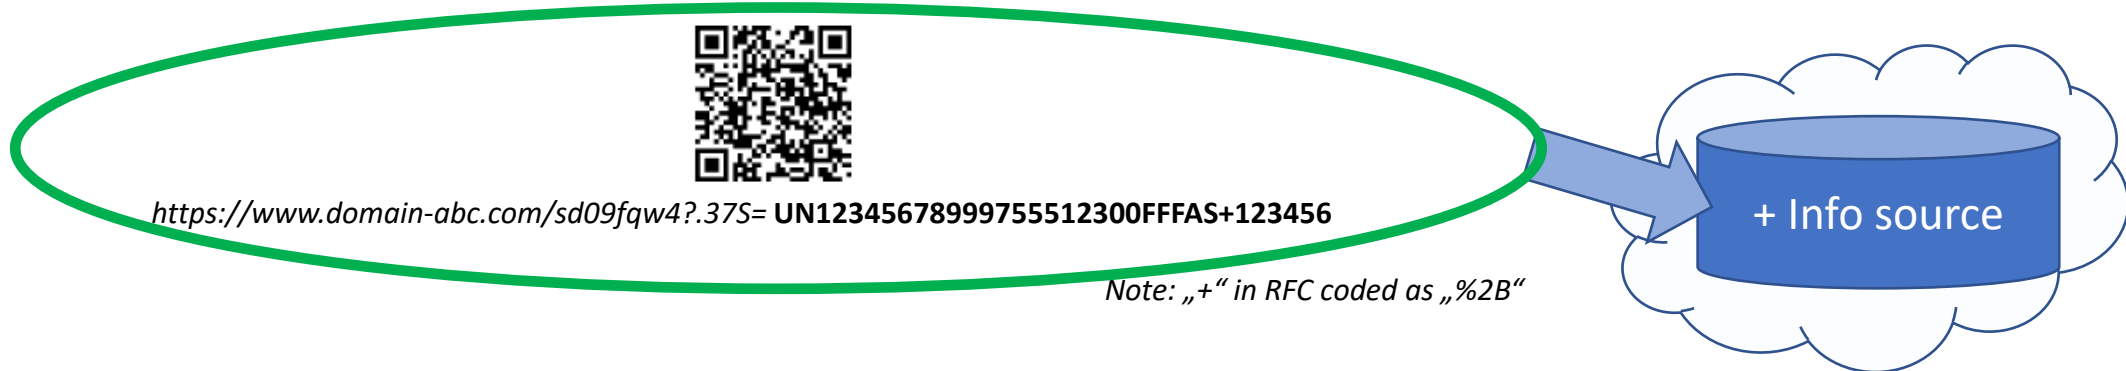 https://www.domain-abc.com/sd09fqw4?.37S= UN12345678999755512300FFFAS+123456
+ Info source
Note: „+“ in RFC coded as „%2B“